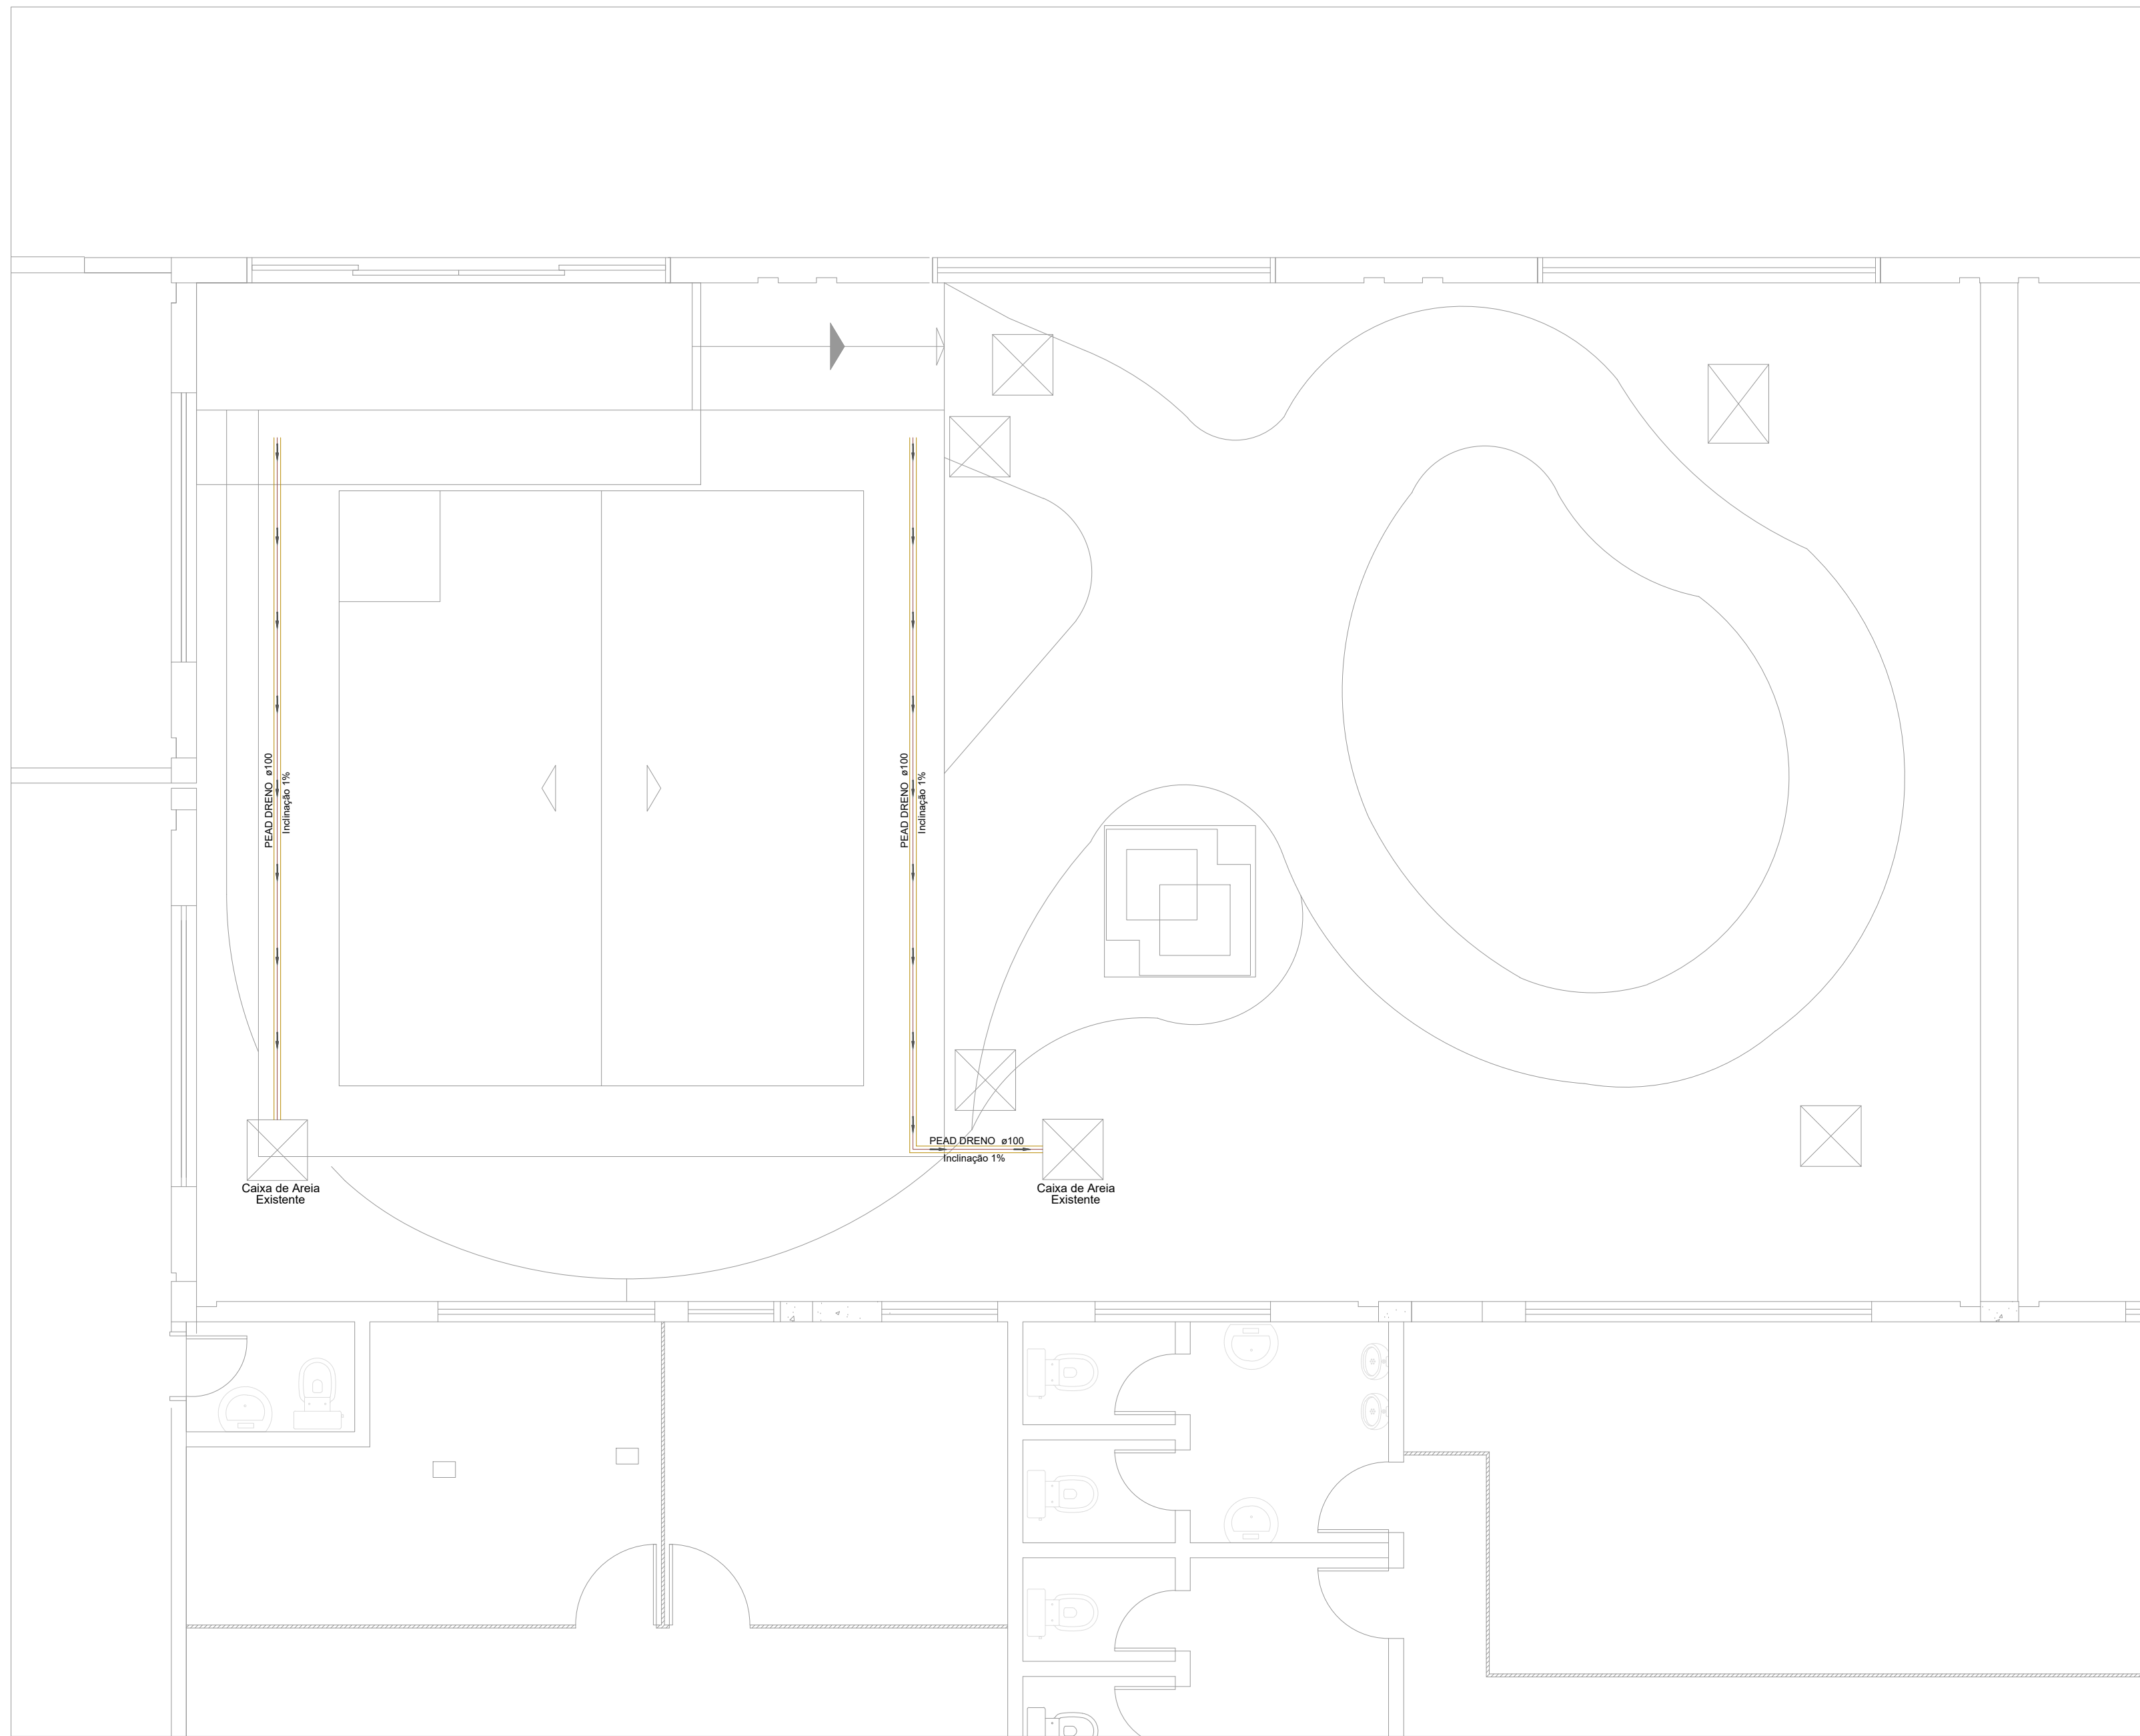 PEAD DRENO ø100
Inclinação 1%
PEAD DRENO ø100
Inclinação 1%
PEAD DRENO ø100
Inclinação 1%
Caixa de Areia
Existente
Caixa de Areia
Existente